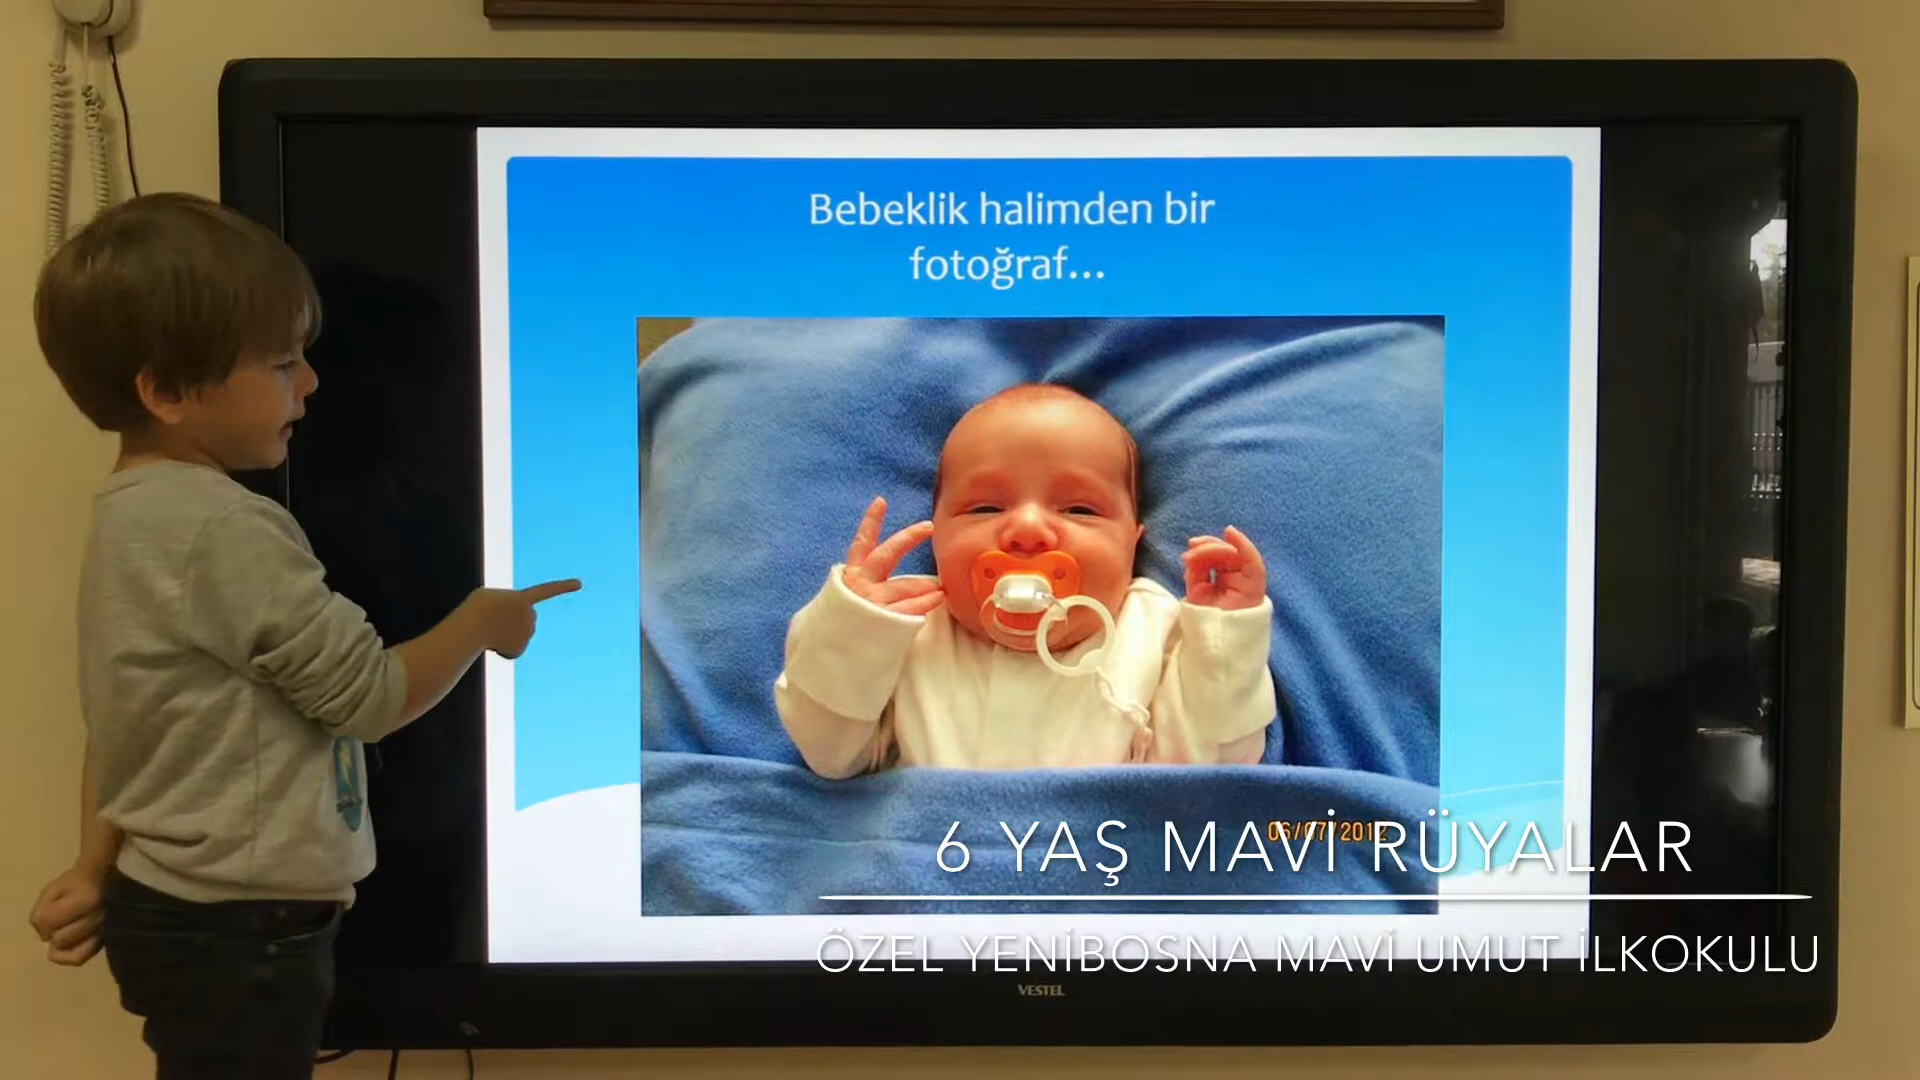 Bebeklik halimden bir
fotoğraf...
06/07/2012
6 YAŞ MAVİ RÜYALAR
ÖZEL YENİBOSNA MAVİ UMUT İLKOKULU
VESTEL